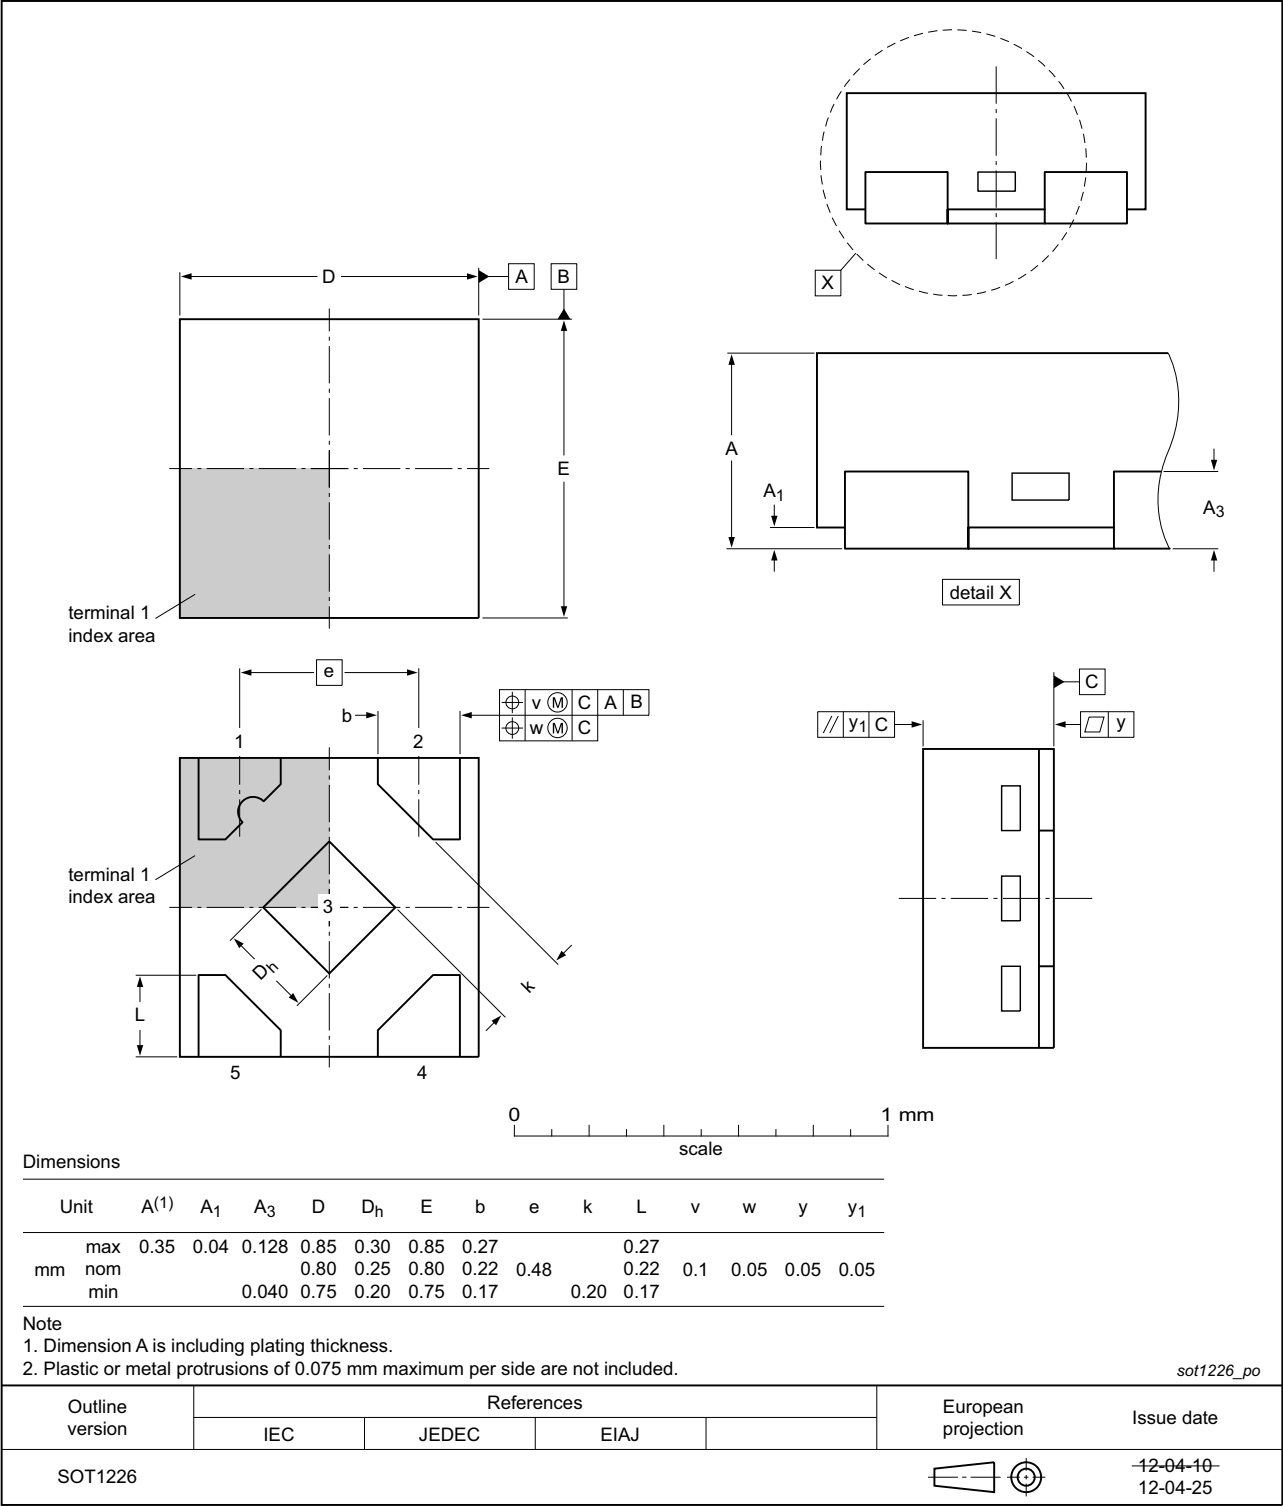 X
D
A
B
E
terminal 1
index area
A
A1
A3
detail X
e
b
v M C A B
w M C
1
2
terminal 1
index area
3
Dh
k
L
5
4
C
// y1 C
y
0
1 mm
scale
Dimensions
Unit A(1) A1 A3 D Dh E b e k L v w y y1
max 0.35 0.04 0.128 0.85 0.30 0.85 0.27 0.27
mm nom 0.80 0.25 0.80 0.22 0.48 0.22 0.1 0.05 0.05 0.05
min 0.040 0.75 0.20 0.75 0.17 0.20 0.17
Note
1. Dimension A is including plating thickness.
2. Plastic or metal protrusions of 0.075 mm maximum per side are not included.
sot1226_po
Outline
version
References
IEC JEDEC EIAJ
European
projection
Issue date
SOT1226
12-04-10
12-04-25